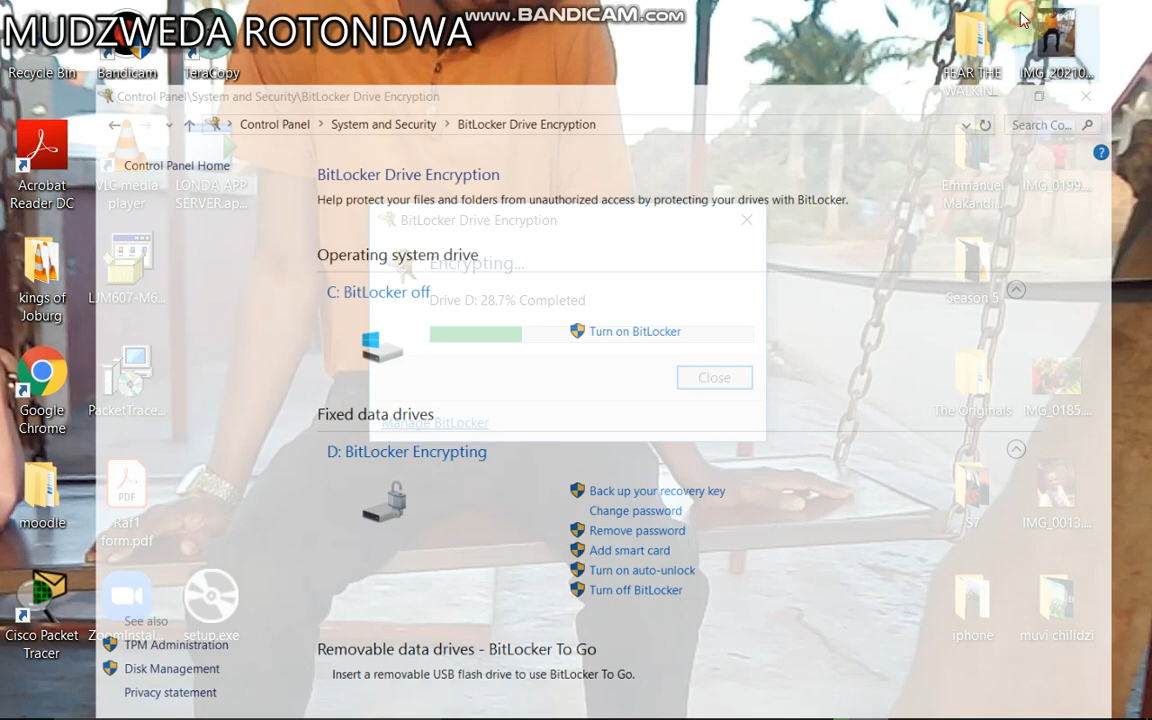 MUDZWEDA ROTONDWA
www.BANDICAM.com
Recycle Bin
Bandicam
TeraCopy
FEAR THE
WALKIN...
IMG_20210...
Control Panel\System and Security\BitLocker Drive Encryption
Control Panel
System and Security
BitLocker Drive Encryption
Search Co...
Acrobat
Reader DC
VLC media
player
LONDA APP
SERVER.ap...
Control Panel Home
BitLocker Drive Encryption
Help protect your files and folders from unauthorized access by protecting your drives with BitLocker.
Emmanuel
Makandi...
IMG_0199...
BitLocker Drive Encryption
Operating system drive
Encrypting...
C: BitLocker off
Drive D: 28.7% Completed
Turn on BitLocker
Close
Manage BitLocker
kings of
Joburg
LJM607-M6...
Season 5
Google
Chrome
PacketTrace...
The Originals
IMG_0185....
Fixed data drives
D: BitLocker Encrypting
Back up your recovery key
Change password
Remove password
Add smart card
Turn on auto-unlock
Turn off BitLocker
moodle
PDF
Raf1
form.pdf
S7
IMG_0013....
Cisco Packet
Tracer
ZoomInstal...
setup.exe
iphone
muvi chilidzi
See also
TPM Administration
Disk Management
Privacy statement
Removable data drives - BitLocker To Go
Insert a removable USB flash drive to use BitLocker To Go.